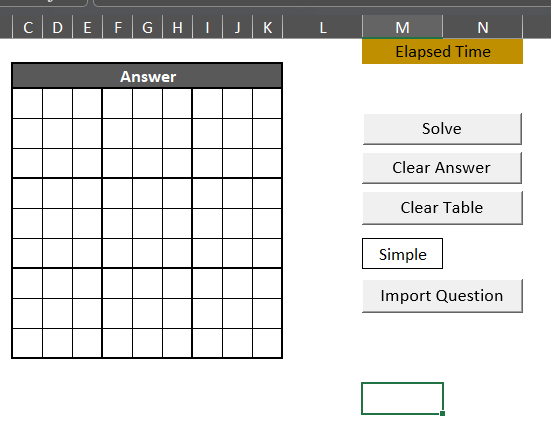 C D E F G H I J K L M N
Elapsed Time
Answer
Solve
Clear Answer
Clear Table
Simple
Import Question